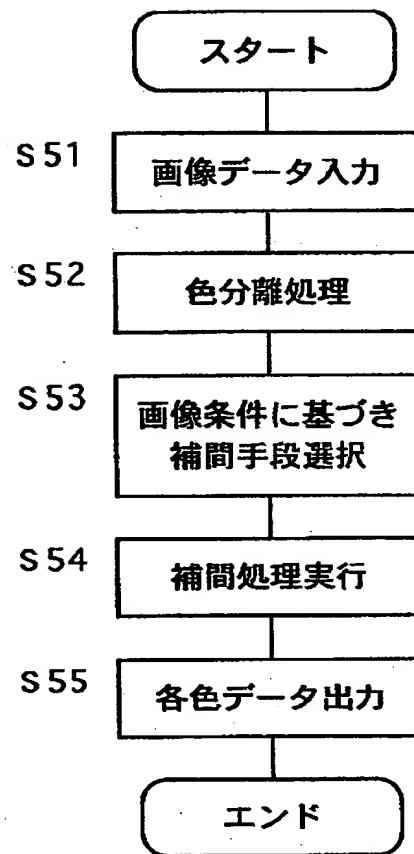 スタート
S51
画像データ入力
S52
色分離処理
S53
画像条件に基づき
補間手段選択
S54
補間処理実行
S55
各色データ出力
エンド